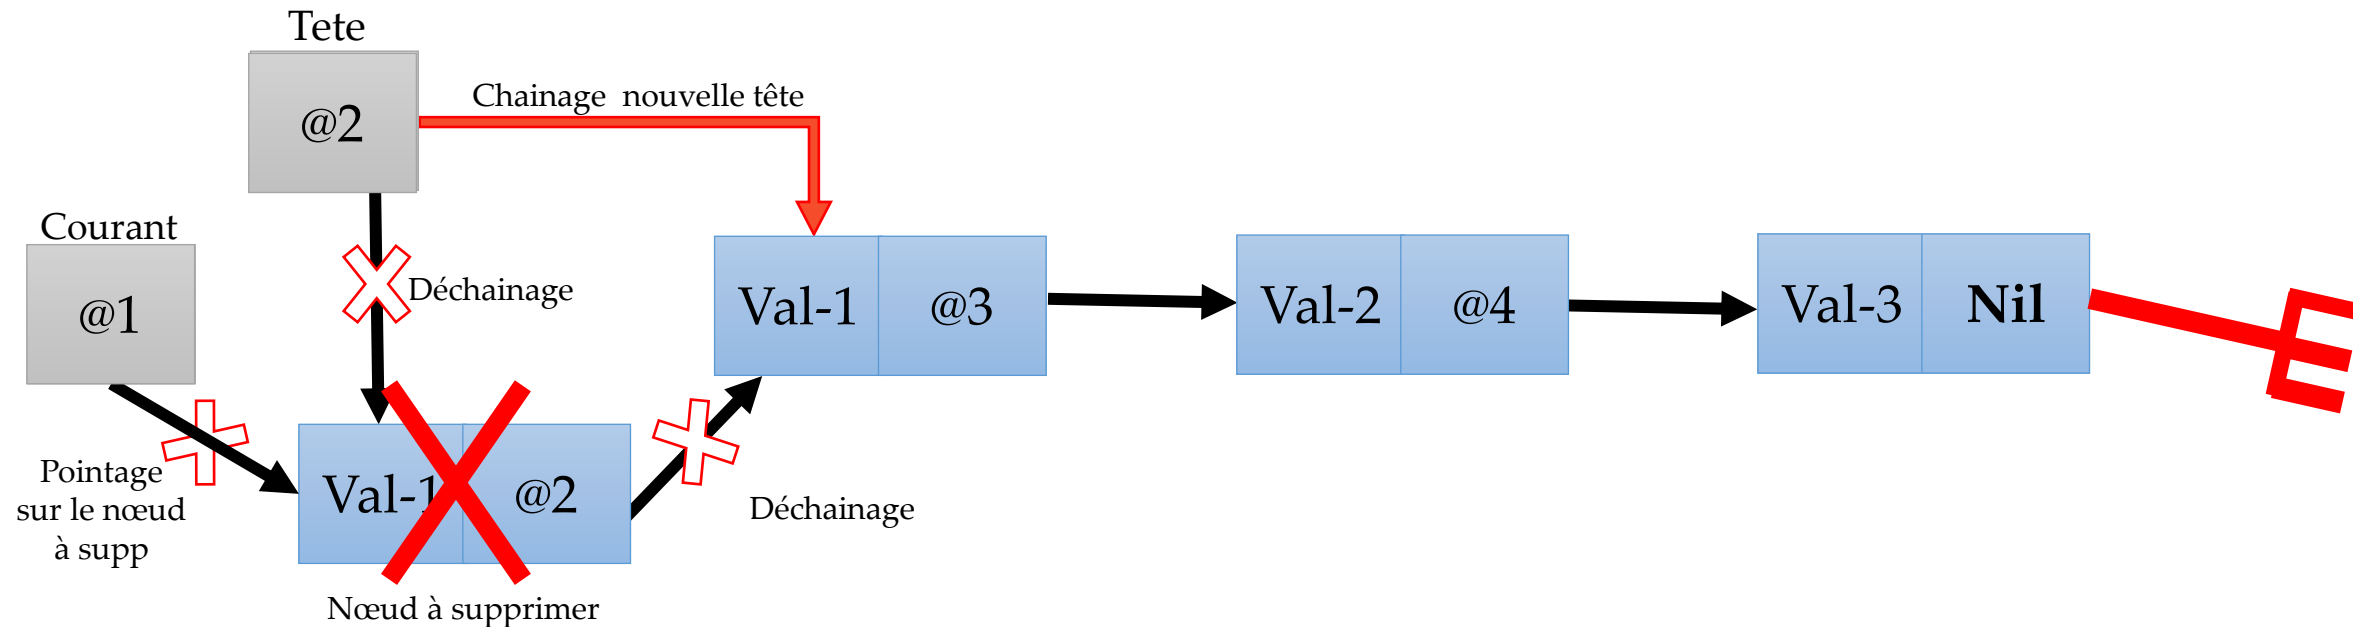 Tete
@2
Chainage nouvelle tête
Courant
@1
Déchainage
Val-1 @3
Val-2 @4
Val-3 Nil
Pointage
sur le nœud
à supp
Val-1 @2
Déchainage
Nœud à supprimer